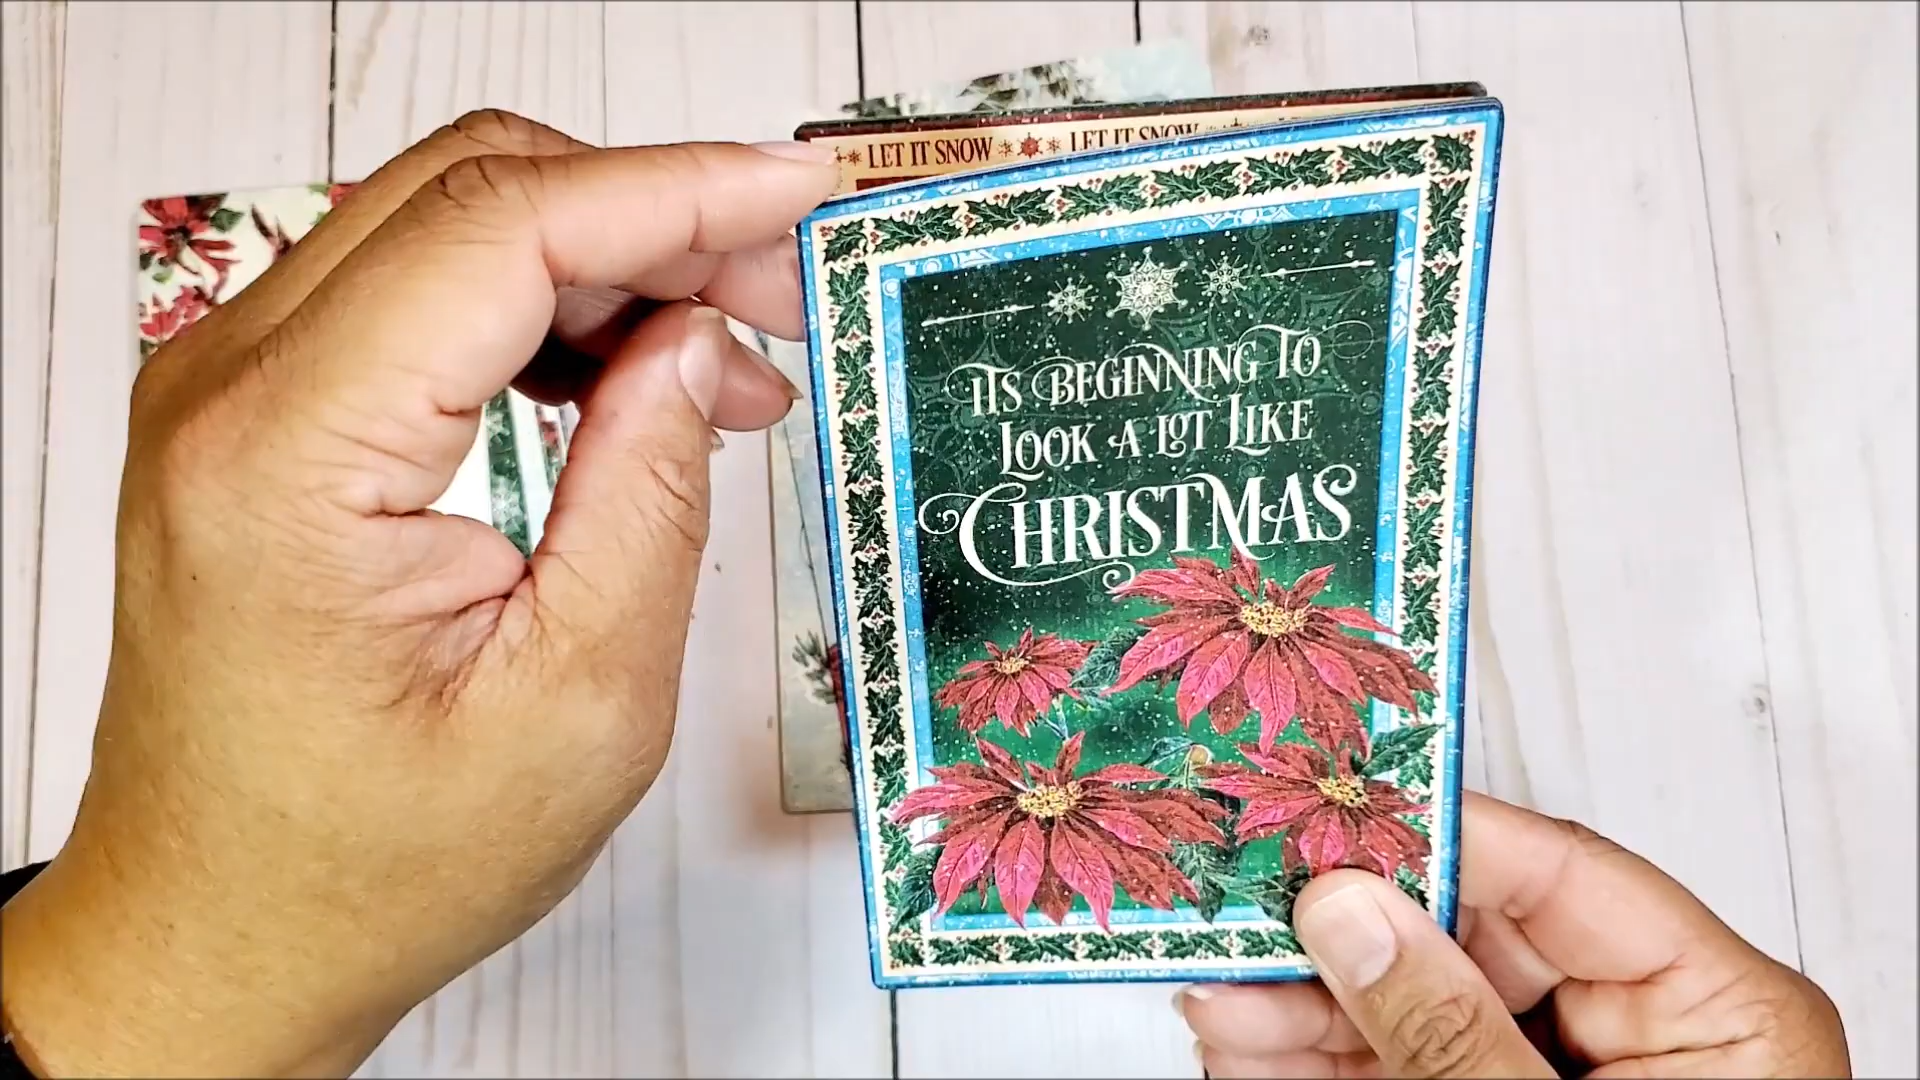 LET IT SNOW LET IT SNOW
ITS BEGINNING TO
LOOK A LOT LIKE
CHRISTMAS